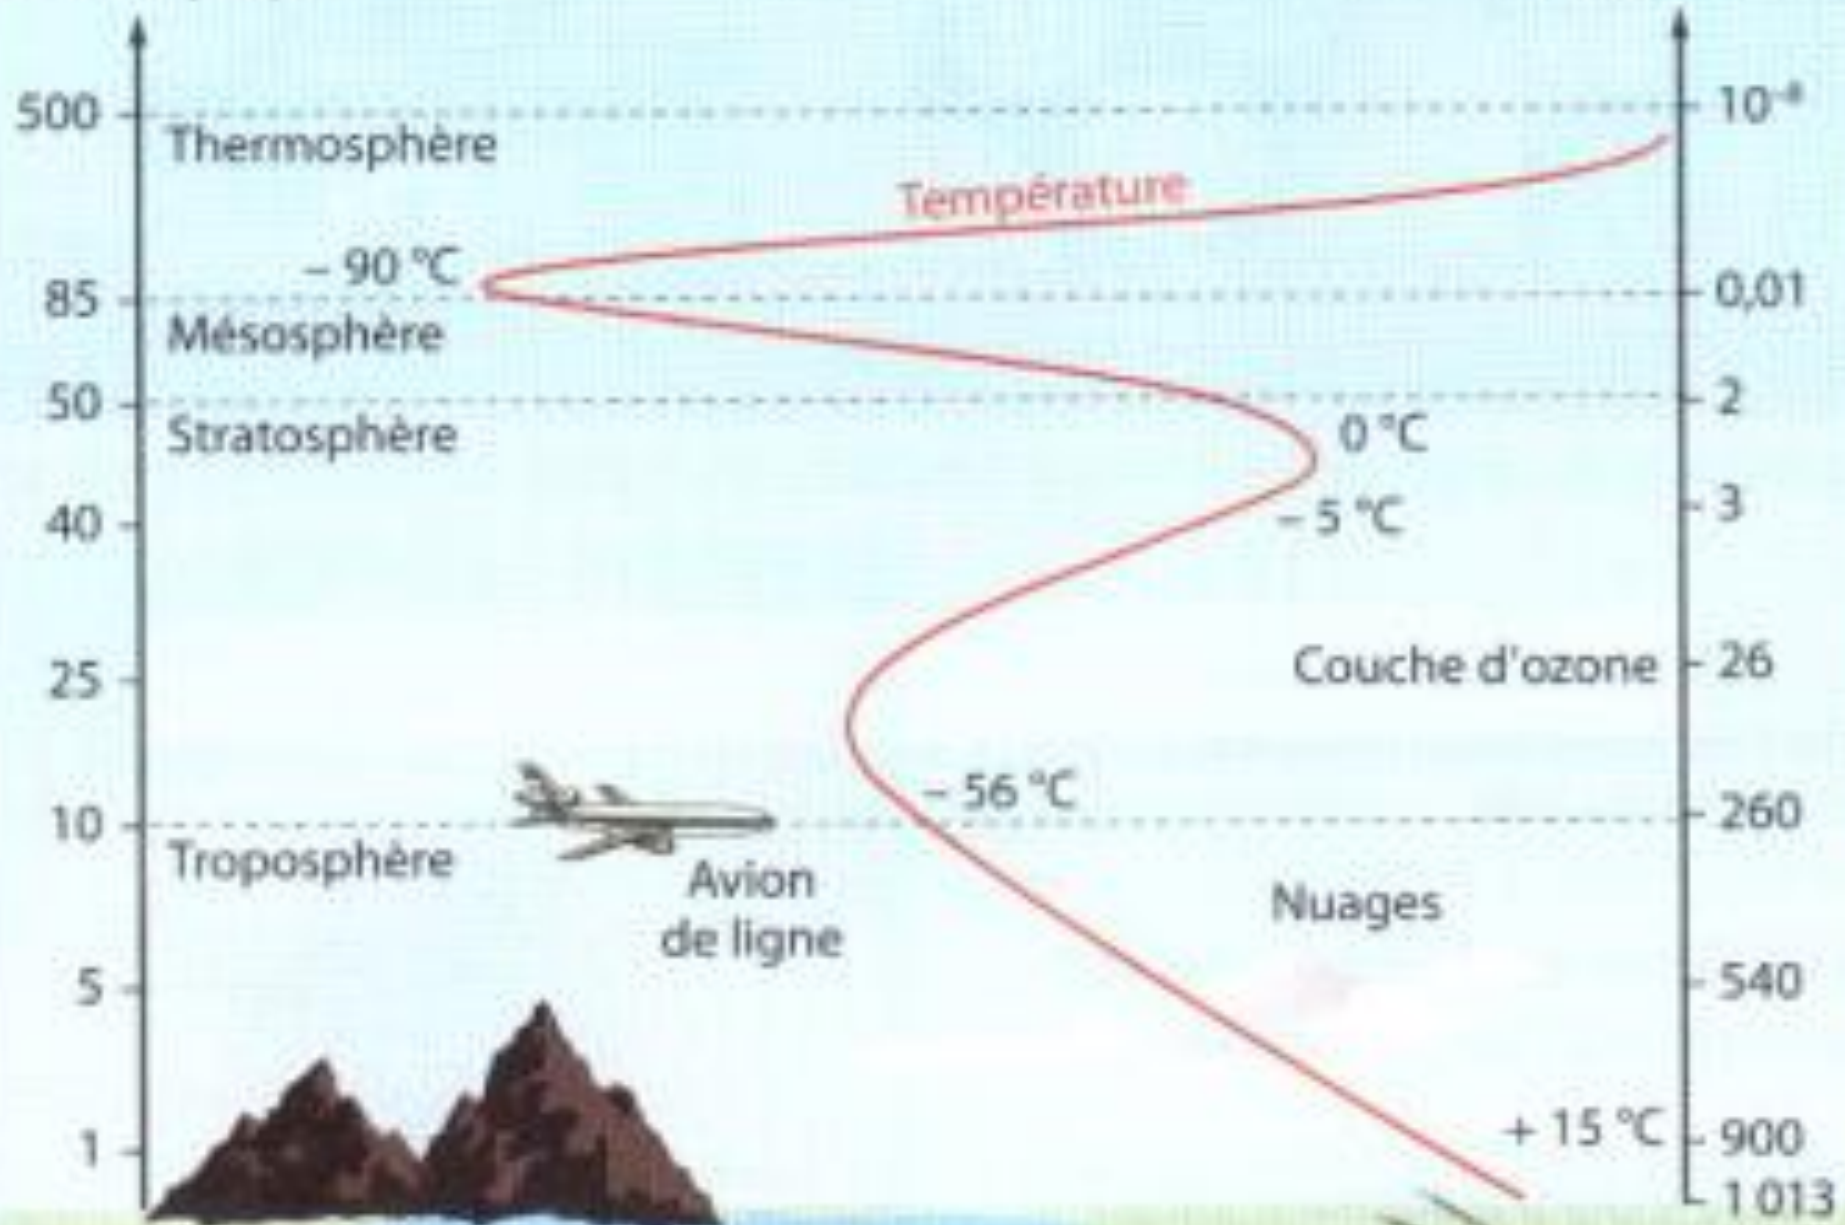 500
10⁻⁸
Thermosphère
Température
– 90 °C
85
0,01
Mésosphère
50
2
Stratosphère
0 °C
40
3
– 5 °C
25
Couche d'ozone
26
– 56 °C
10
260
Troposphère
Avion
de ligne
Nuages
5
540
1
+ 15 °C
900
1 013